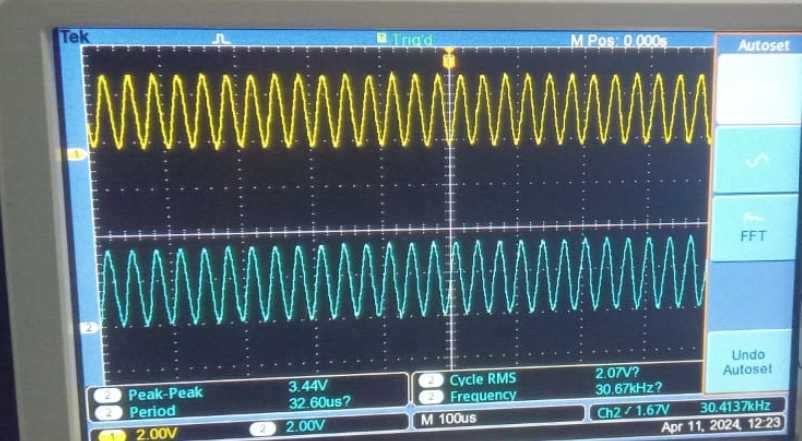 Tek
Trig'd
M Pos: 0.000s
Autoset
1
FFT
2
Undo
Autoset
2 Peak-Peak 3.44V
2 Cycle RMS 2.07V?
2 Period 32.60us?
2 Frequency 30.67kHz?
1 2.00V
2 2.00V
M 100us
Ch2 / 1.67V 30.4137kHz
Apr 11, 2024, 12:23